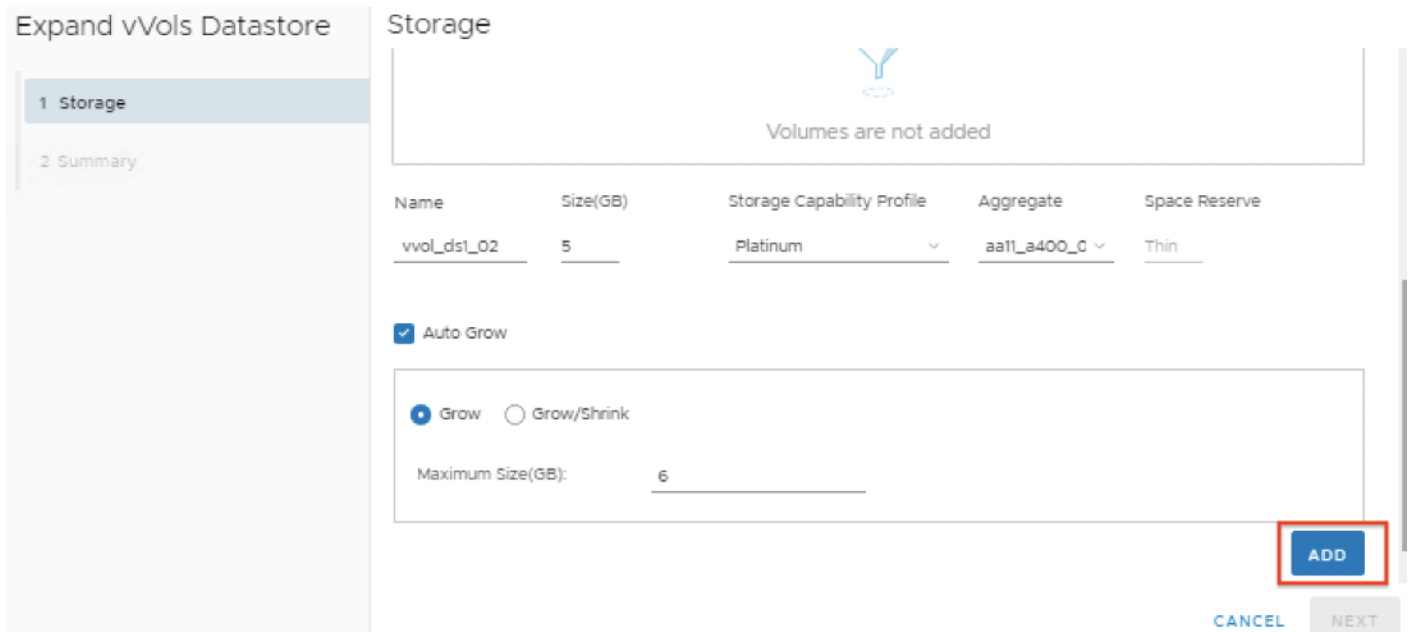 Expand vVols Datastore
Storage
1 Storage
2 Summary
Volumes are not added
Name Size(GB) Storage Capability Profile Aggregate Space Reserve
vvol_ds1_02 5 Platinum aa11_a400_0 Thin
Auto Grow
Grow Grow/Shrink
Maximum Size(GB): 6
ADD
CANCEL NEXT